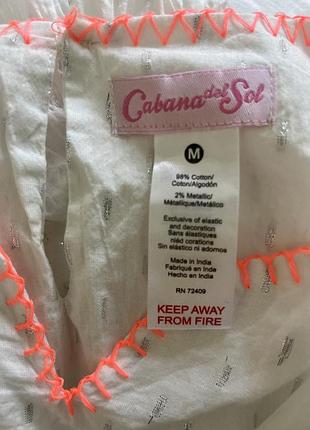 Cabana del Sol
M
98% Cotton/
Coton/Algodón
2% Metallic/
Métallique/Metálico
Exclusive of elastic
and decoration
Sans élastiques
niéd corations
Sin elástico ni adornos
Made in India
Fabriqué en Inde
Hecho en India
RN 72409
KEEP AWAY
FROM FIRE